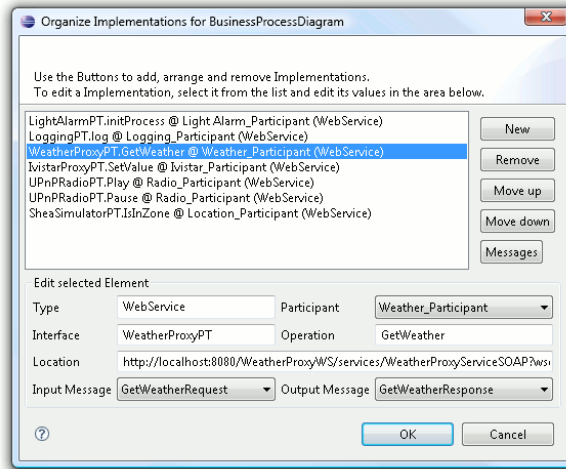 Organize Implementations for BusinessProcessDiagram
Use the Buttons to add, arrange and remove Implementations.
To edit a Implementation, select it from the list and edit its values in the area below.
LightAlarmPT.initProcess @ Light Alarm_Participant (WebService)
LoggingPT.log @ Logging_Participant (WebService)
WeatherProxyPT.GetWeather @ Weather_Participant (WebService)
IvistarProxyPT.SetValue @ Ivistar_Participant (WebService)
UPnPRadioPT.Play @ Radio_Participant (WebService)
UPnPRadioPT.Pause @ Radio_Participant (WebService)
SheaSimulatorPT.IsInZone @ Location_Participant (WebService)
New
Remove
Move up
Move down
Messages
Edit selected Element
Type WebService Participant Weather_Participant
Interface WeatherProxyPT Operation GetWeather
Location http://localhost:8080/WeatherProxyWS/services/WeatherProxyServiceSOAP?wsd
Input Message GetWeatherRequest Output Message GetWeatherResponse
? OK Cancel